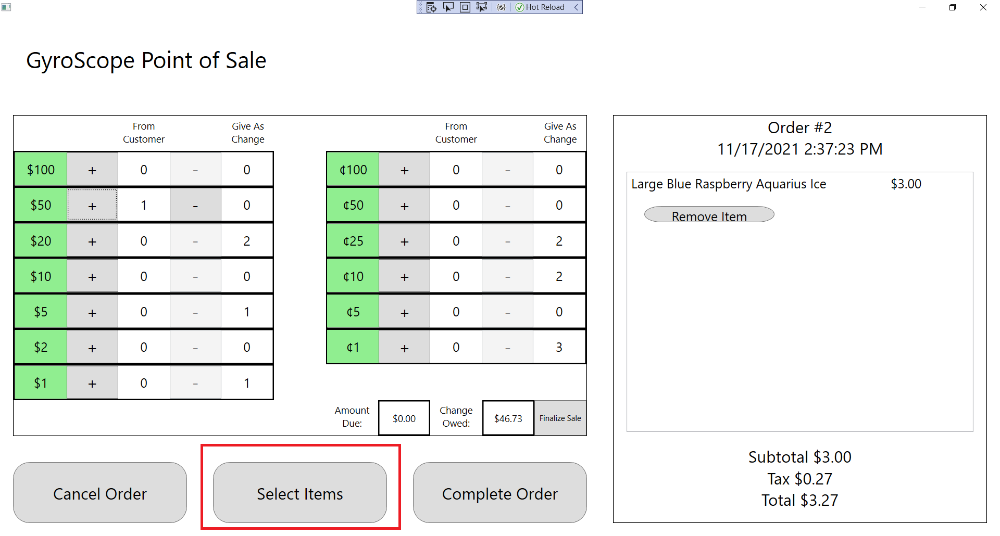 Hot Reload
GyroScope Point of Sale
From Customer Give As Change From Customer Give As Change
$100 + 0 - 0 ¢100 + 0 - 0
$50 + 1 - 0 ¢50 + 0 - 0
$20 + 0 - 2 ¢25 + 0 - 2
$10 + 0 - 0 ¢10 + 0 - 2
$5 + 0 - 1 ¢5 + 0 - 0
$2 + 0 - 0 ¢1 + 0 - 3
$1 + 0 - 1
Amount Due: $0.00 Change Owed: $46.73 Finalize Sale
Cancel Order Select Items Complete Order
Order #2
11/17/2021 2:37:23 PM
Large Blue Raspberry Aquarius Ice $3.00
Remove Item
Subtotal $3.00
Tax $0.27
Total $3.27